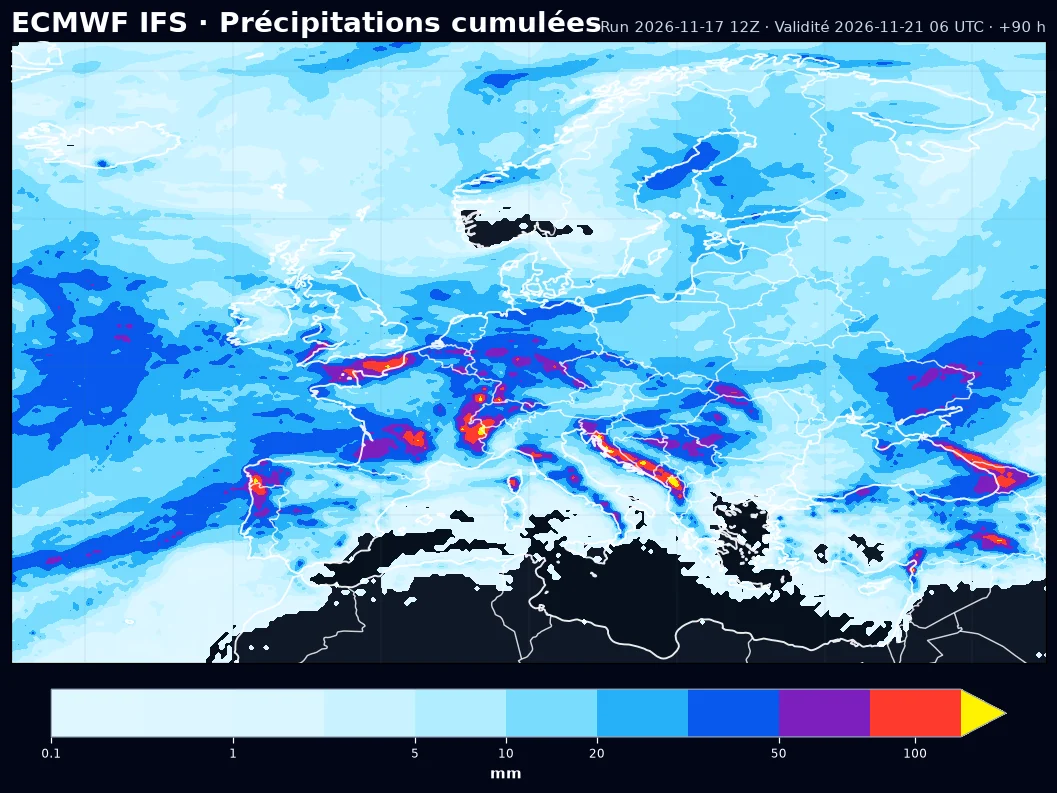 ECMWF IFS · Précipitations cumulées
Run 2026-11-17 12Z · Validité 2026-11-21 06 UTC · +90 h
0.1 1 5 10 20 50 100
mm